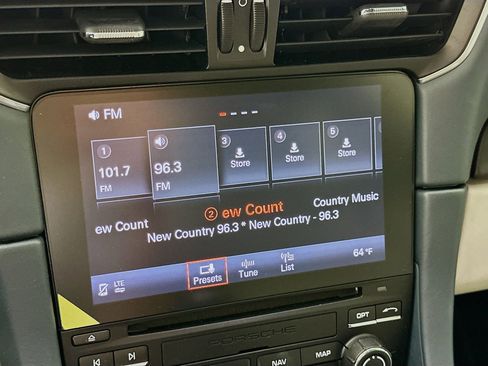 FM
1
3
4
5
101.7
FM
96.3
FM
Store
Store
Store
ew Count
2 ew Count
Country Music
New Country 96.3 * New Country - 96.3
LTE
Presets
Tune
List
64 °F
PORSCHE
OPT
NAV
MAP